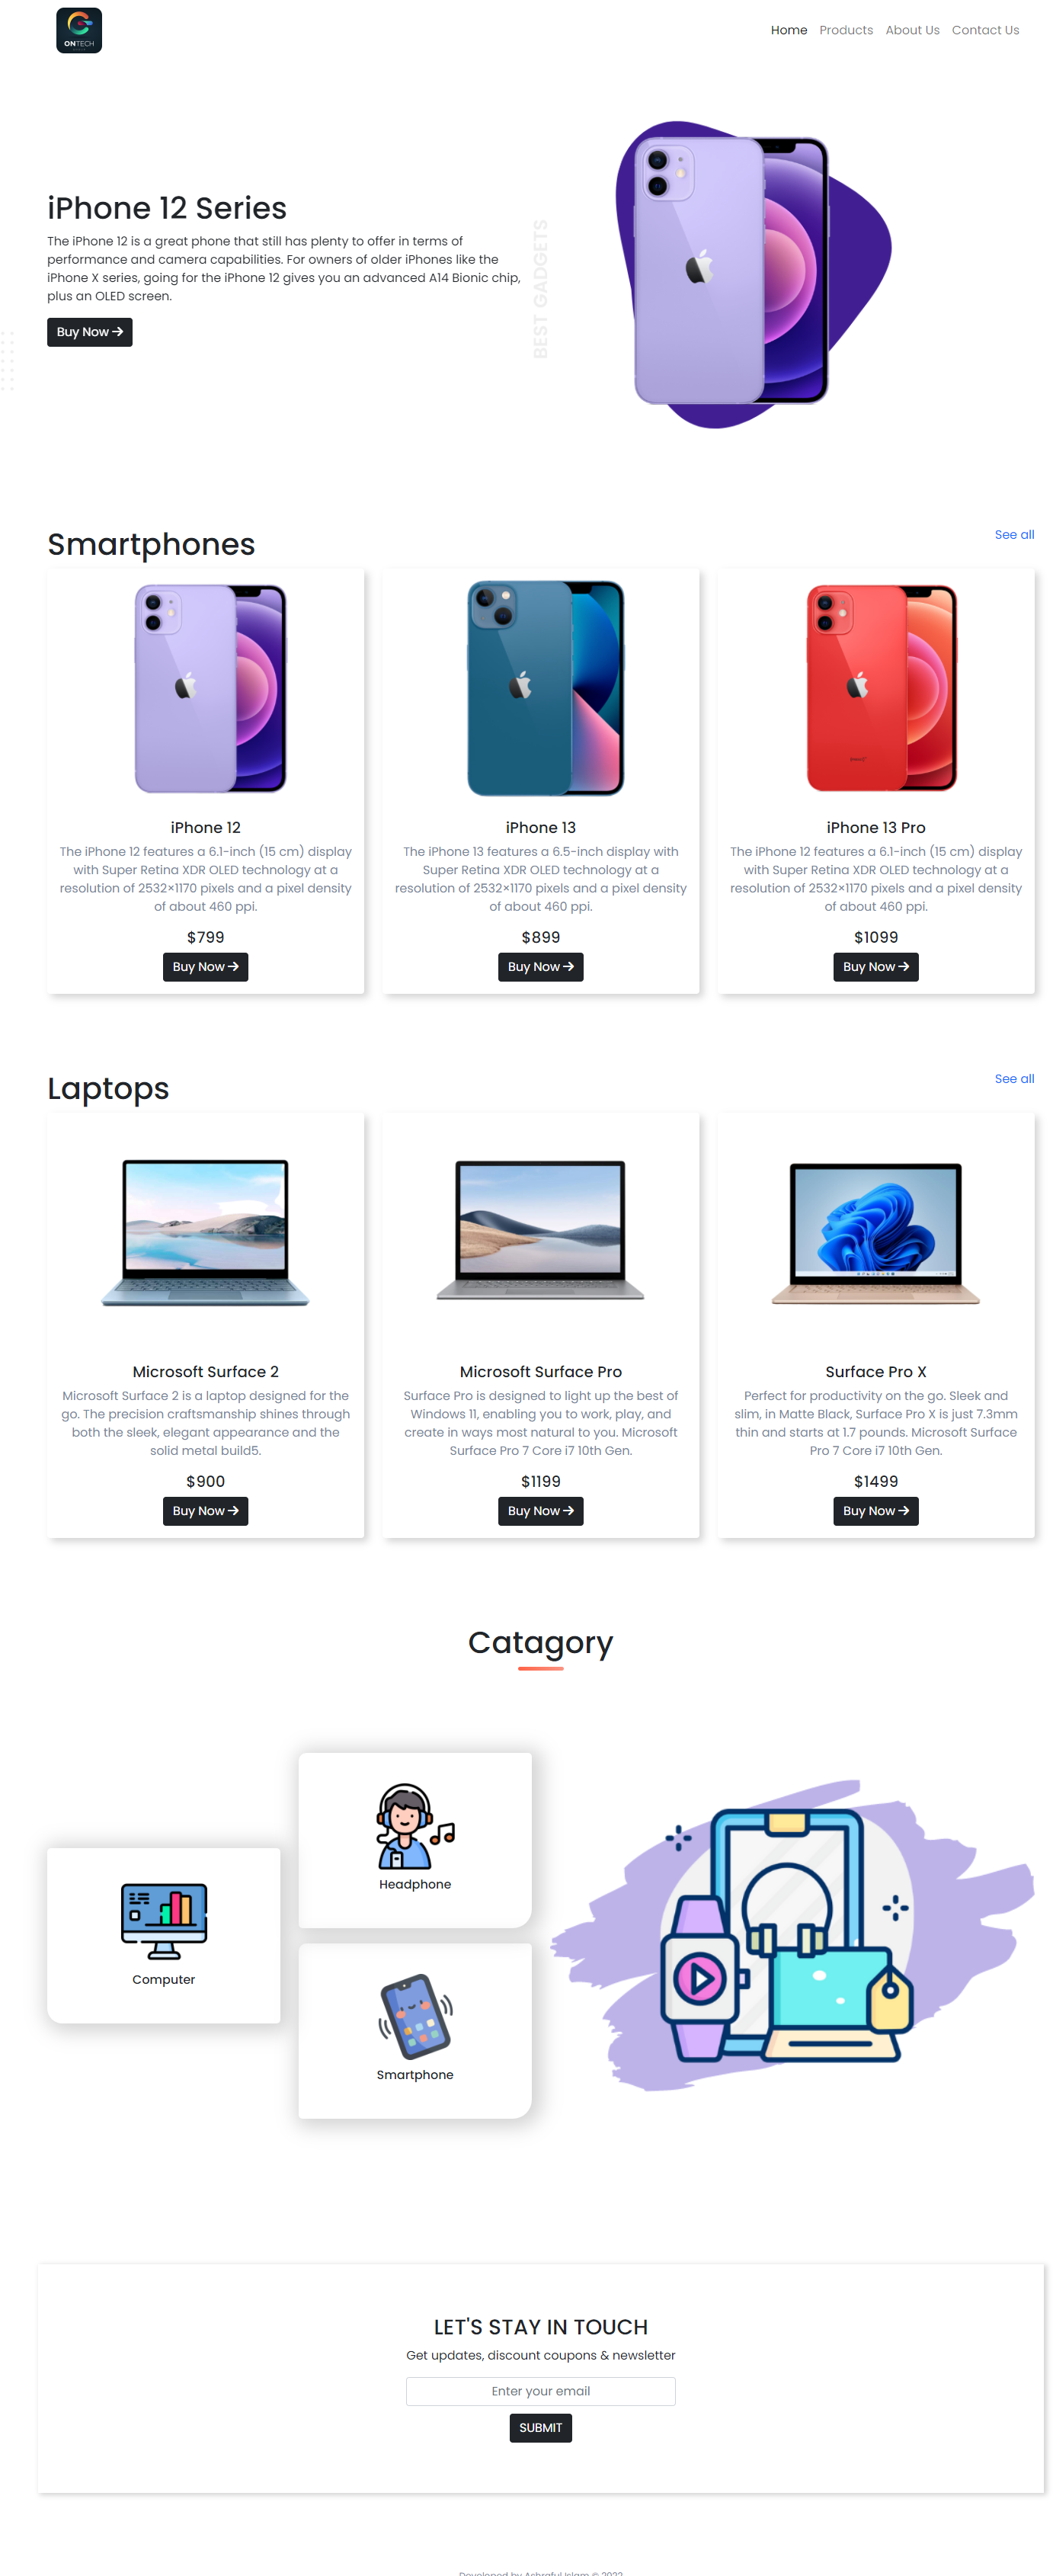 ONTECH
Home Products About Us Contact Us
iPhone 12 Series
The iPhone 12 is a great phone that still has plenty to offer in terms of
performance and camera capabilities. For owners of older iPhones like the
iPhone X series, going for the iPhone 12 gives you an advanced A14 Bionic chip,
plus an OLED screen.
Buy Now
BEST GADGETS
Smartphones
See all
iPhone 12
The iPhone 12 features a 6.1-inch (15 cm) display
with Super Retina XDR OLED technology at a
resolution of 2532×1170 pixels and a pixel density
of about 460 ppi.
$799
Buy Now
iPhone 13
The iPhone 13 features a 6.5-inch display with
Super Retina XDR OLED technology at a
resolution of 2532×1170 pixels and a pixel density
of about 460 ppi.
$899
Buy Now
iPhone 13 Pro
The iPhone 12 features a 6.1-inch (15 cm) display
with Super Retina XDR OLED technology at a
resolution of 2532×1170 pixels and a pixel density
of about 460 ppi.
$1099
Buy Now
Laptops
See all
Microsoft Surface 2
Microsoft Surface 2 is a laptop designed for the
go. The precision craftsmanship shines through
both the sleek, elegant appearance and the
solid metal build5.
$900
Buy Now
Microsoft Surface Pro
Surface Pro is designed to light up the best of
Windows 11, enabling you to work, play, and
create in ways most natural to you. Microsoft
Surface Pro 7 Core i7 10th Gen.
$1199
Buy Now
Surface Pro X
Perfect for productivity on the go. Sleek and
slim, in Matte Black, Surface Pro X is just 7.3mm
thin and starts at 1.7 pounds. Microsoft Surface
Pro 7 Core i7 10th Gen.
$1499
Buy Now
Catagory
Headphone
Computer
Smartphone
LET'S STAY IN TOUCH
Get updates, discount coupons & newsletter
Enter your email
SUBMIT
Developed by Ashraful Islam © 2022